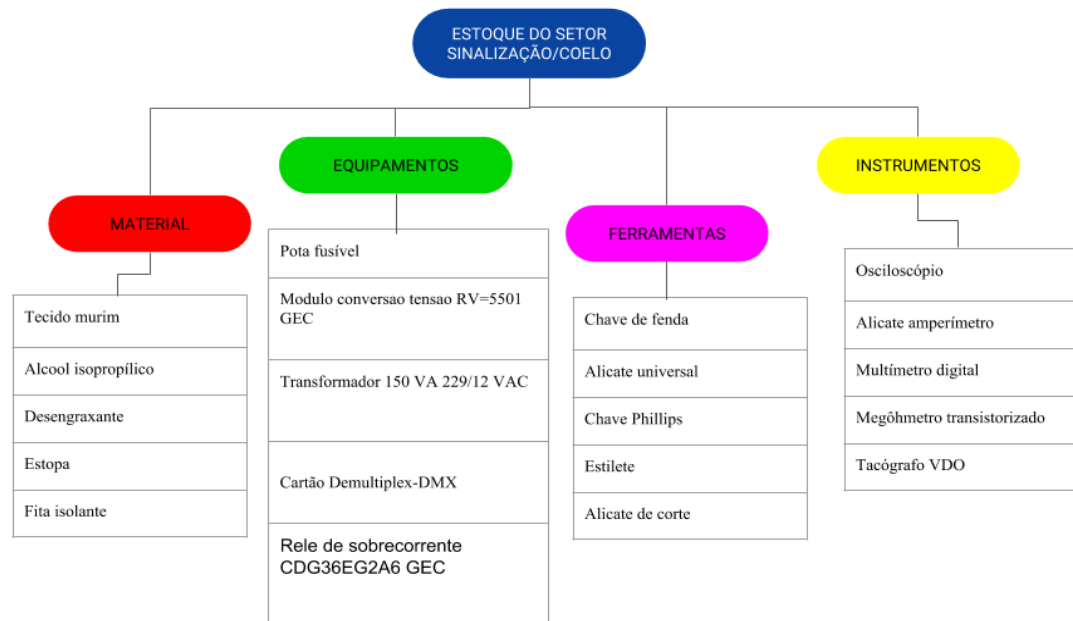 ESTOQUE DO SETOR
SINALIZAÇÃO/COELO
MATERIAL
Tecido murim
Alcool isopropílico
Desengraxante
Estopa
Fita isolante
EQUIPAMENTOS
Pota fusível
Modulo conversao tensao RV=5501
GEC
Transformador 150 VA 229/12 VAC
Cartão Demultiplex-DMX
Rele de sobrecorrente
CDG36EG2A6 GEC
FERRAMENTAS
Chave de fenda
Alicate universal
Chave Phillips
Estilete
Alicate de corte
INSTRUMENTOS
Osciloscópio
Alicate amperímetro
Multímetro digital
Megôhmetro transistorizado
Tacógrafo VDO